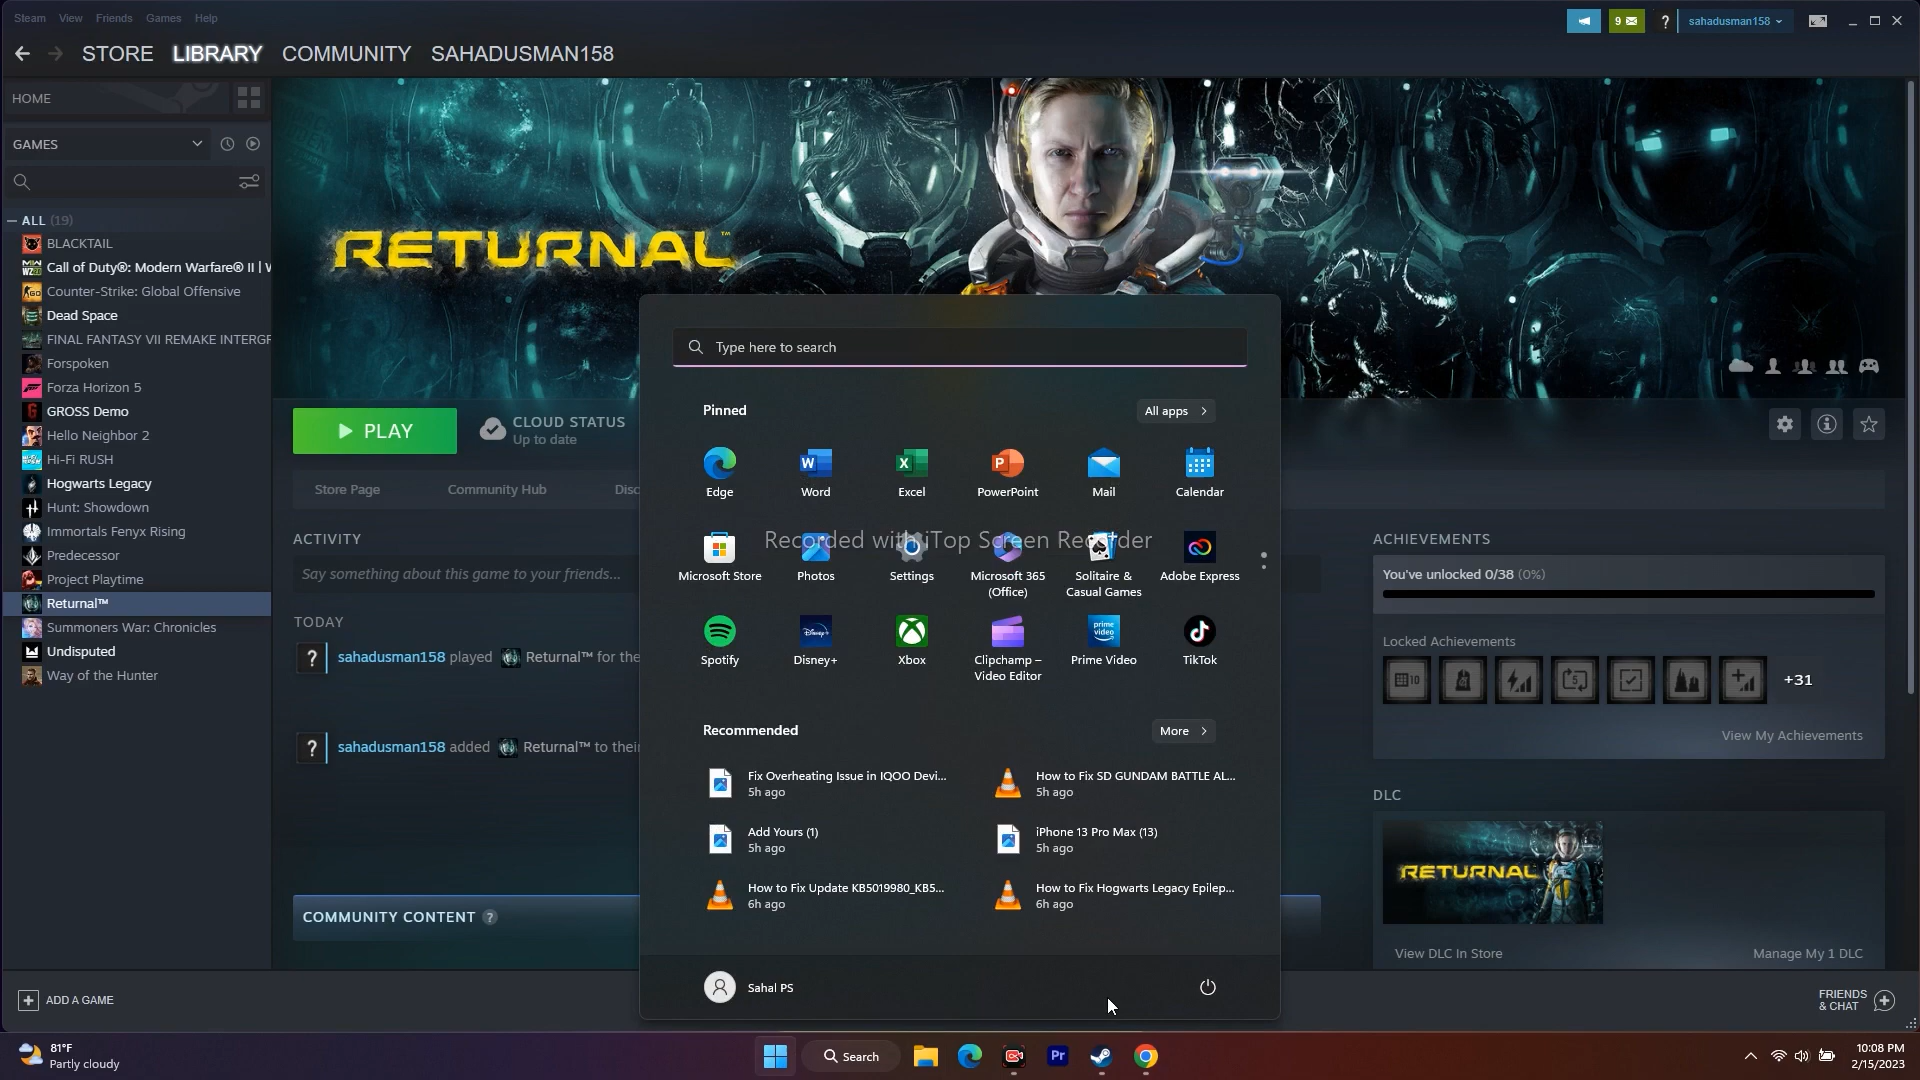 Steam View Friends Games Help
9
?
sahadusman158
STORE LIBRARY COMMUNITY SAHADUSMAN158
HOME
GAMES
ALL (19)
BLACKTAIL
Call of Duty®: Modern Warfare® II | W
Counter-Strike: Global Offensive
Dead Space
FINAL FANTASY VII REMAKE INTERGR
Forspoken
Forza Horizon 5
GROSS Demo
Hello Neighbor 2
Hi-Fi RUSH
Hogwarts Legacy
Hunt: Showdown
Immortals Fenyx Rising
Predecessor
Project Playtime
Returnal™
Summoners War: Chronicles
Undisputed
Way of the Hunter
ADD A GAME
RETURNAL™
PLAY
CLOUD STATUS
Up to date
Store Page Community Hub Disc
ACTIVITY
Say something about this game to your friends...
TODAY
sahadusman158 played Returnal™ for the
sahadusman158 added Returnal™ to thei
COMMUNITY CONTENT ?
Type here to search
Pinned
All apps
Edge
Word
Excel
PowerPoint
Mail
Calendar
Recorded with iTop Screen Recorder
Microsoft Store
Photos
Settings
Microsoft 365
(Office)
Solitaire &
Casual Games
Adobe Express
Spotify
Disney+
Xbox
Clipchamp –
Video Editor
prime
video
Prime Video
TikTok
Recommended
More
Fix Overheating Issue in IQOO Devi...
5h ago
How to Fix SD GUNDAM BATTLE AL...
5h ago
Add Yours (1)
5h ago
iPhone 13 Pro Max (13)
5h ago
How to Fix Update KB5019980_KB5...
6h ago
How to Fix Hogwarts Legacy Epilep...
6h ago
Sahal PS
ACHIEVEMENTS
You've unlocked 0/38 (0%)
Locked Achievements
+31
View My Achievements
DLC
RETURNAL
View DLC In Store
Manage My 1 DLC
FRIENDS
& CHAT
81°F
Partly cloudy
Search
Pr
10:08 PM
2/15/2023